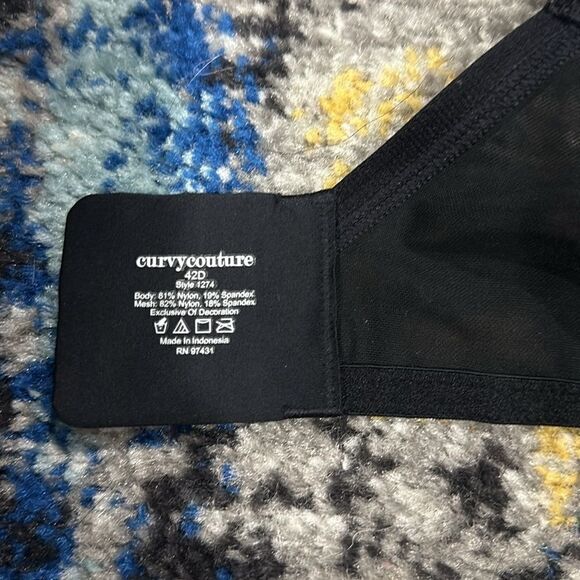 curvycouture
42D
Style 1274
Body: 81% Nylon, 19% Spandex
Mesh: 82% Nylon, 18% Spandex
Exclusive Of Decoration
Made In Indonesia
RN 97431